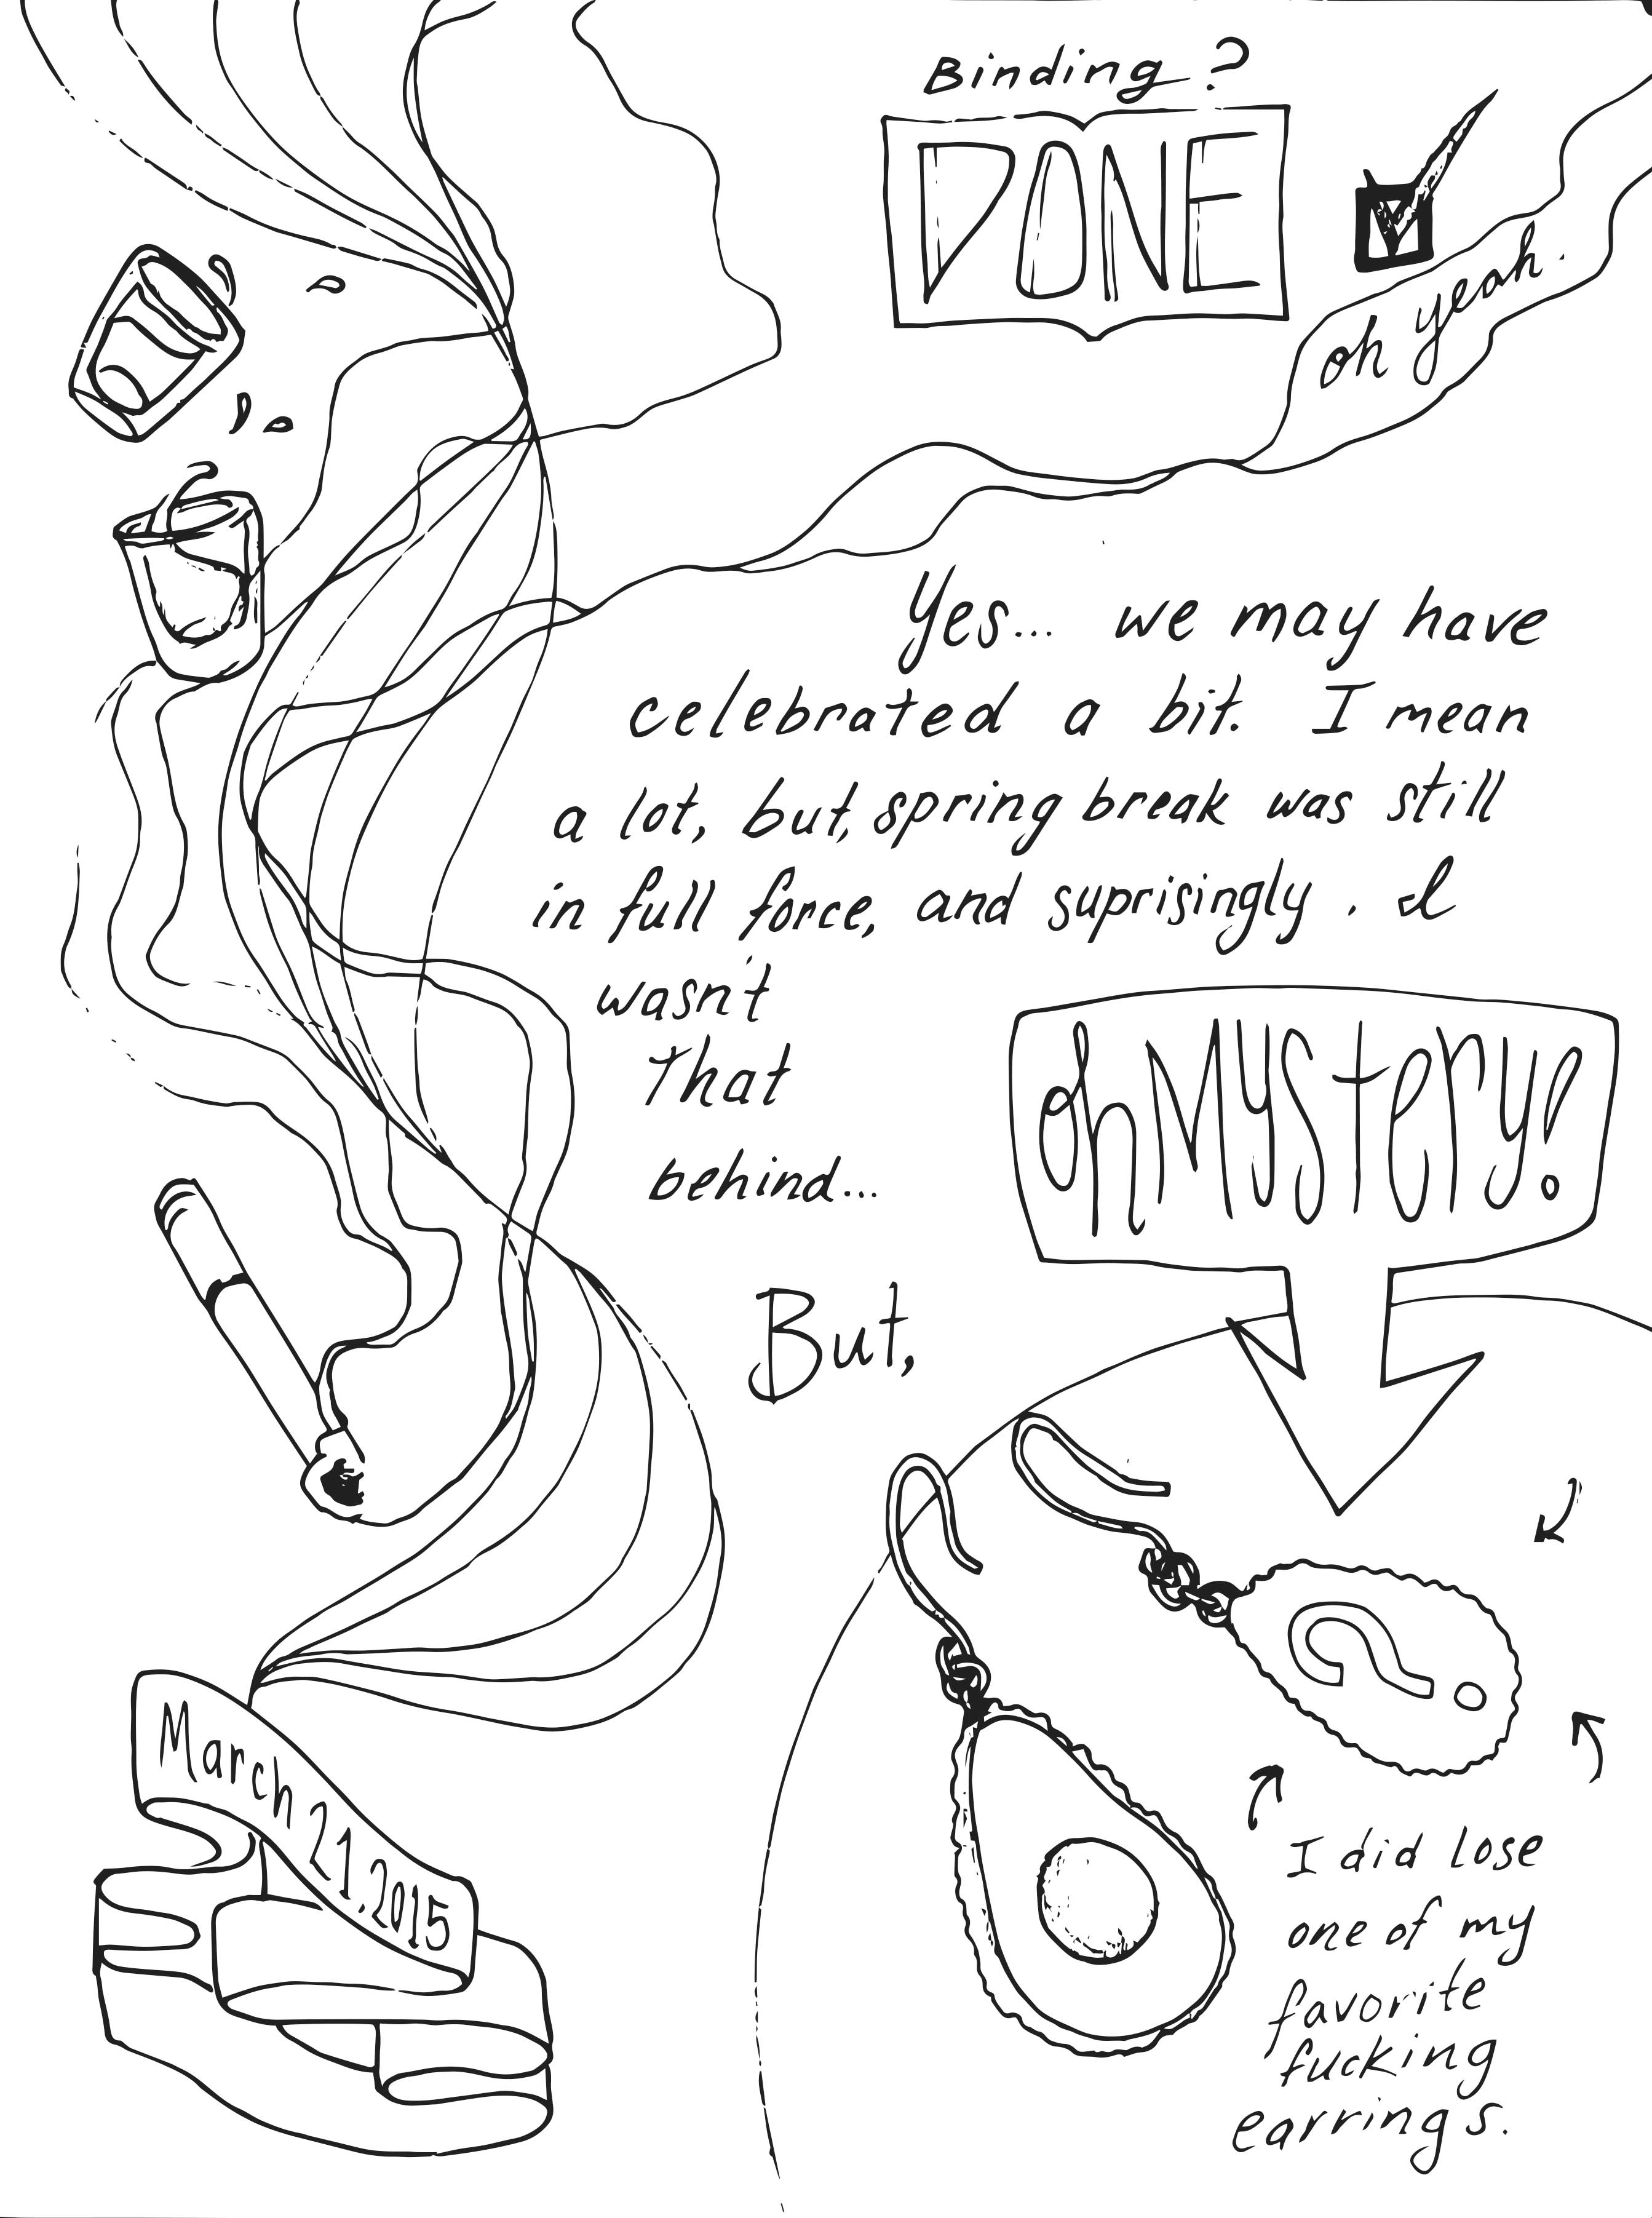 Binding?
DONE
oh yeah.
Yes... we may have
celebrated a bit. I mean
a lot, but, spring break was still
in full force, and suprisingly, I
wasn't
That
behind...
ohMystery!
But,
I did lose
one of my
favorite
fucking
earrings.
?
March 21.2015